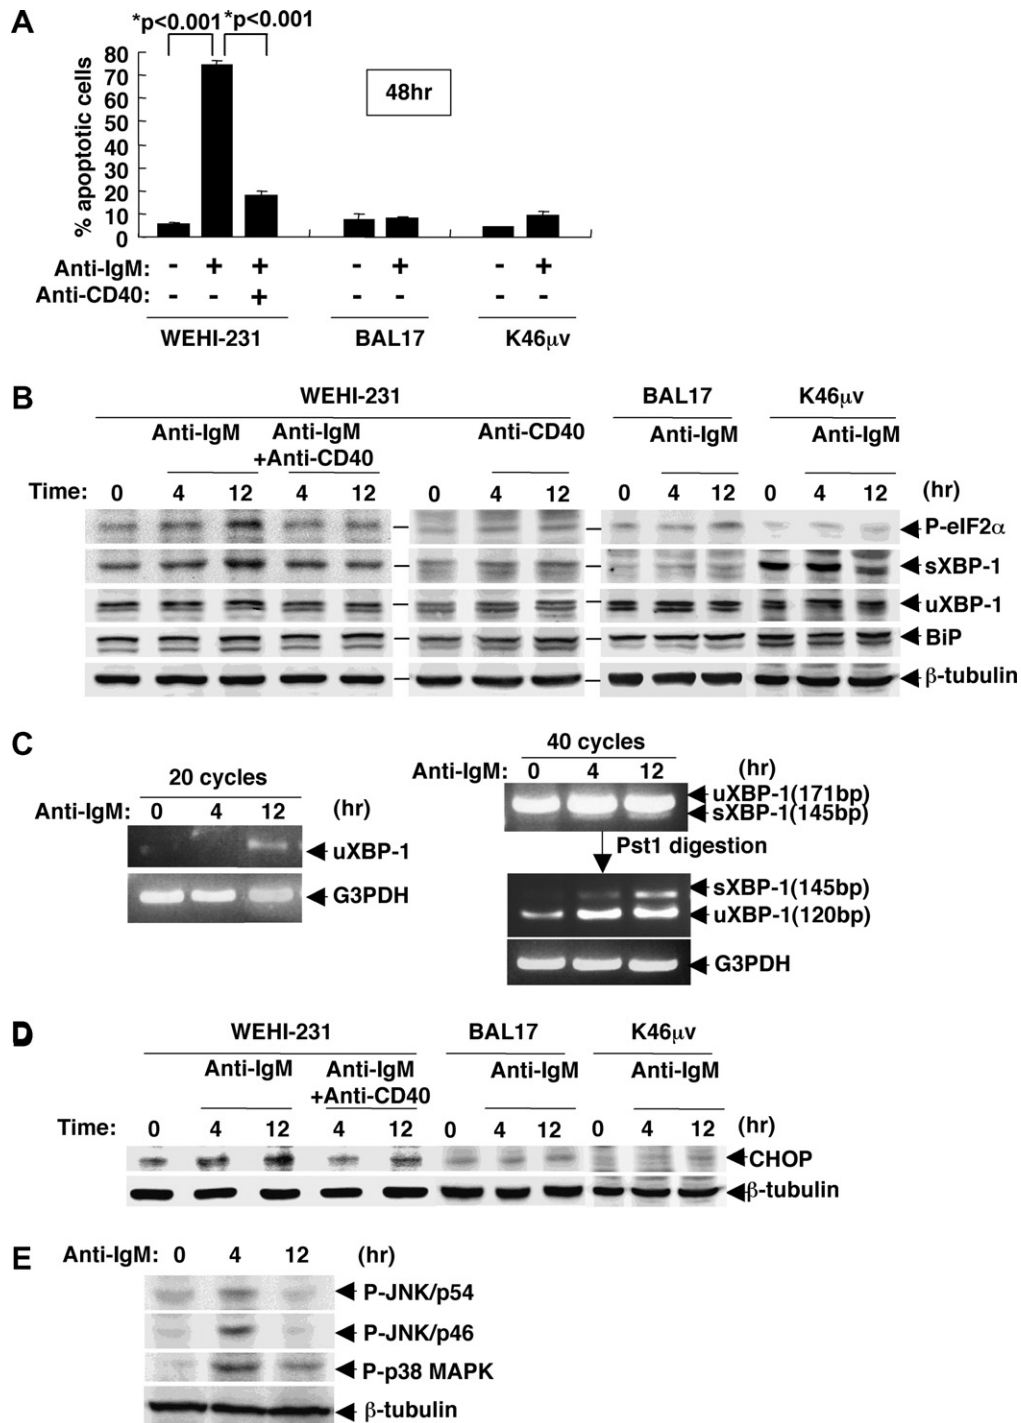 A
*p<0.001 *p<0.001
80
70
60
50
40
30
20
10
0
% apoptotic cells
48hr
Anti-IgM: - + + - + - +
Anti-CD40: - - + - - - -
WEHI-231 BAL17 K46μv
B
WEHI-231 BAL17 K46μv
Anti-IgM Anti-IgM +Anti-CD40 Anti-CD40 Anti-IgM Anti-IgM
Time: 0 4 12 4 12 0 4 12 0 4 12 0 4 12 (hr)
P-eIF2α
sXBP-1
uXBP-1
BiP
β-tubulin
C
20 cycles
Anti-IgM: 0 4 12 (hr)
uXBP-1
G3PDH
40 cycles
Anti-IgM: 0 4 12 (hr)
uXBP-1(171bp)
sXBP-1(145bp)
Pst1 digestion
sXBP-1(145bp)
uXBP-1(120bp)
G3PDH
D
WEHI-231 BAL17 K46μv
Anti-IgM Anti-IgM +Anti-CD40 Anti-IgM Anti-IgM
Time: 0 4 12 4 12 0 4 12 0 4 12 (hr)
CHOP
β-tubulin
E
Anti-IgM: 0 4 12 (hr)
P-JNK/p54
P-JNK/p46
P-p38 MAPK
β-tubulin